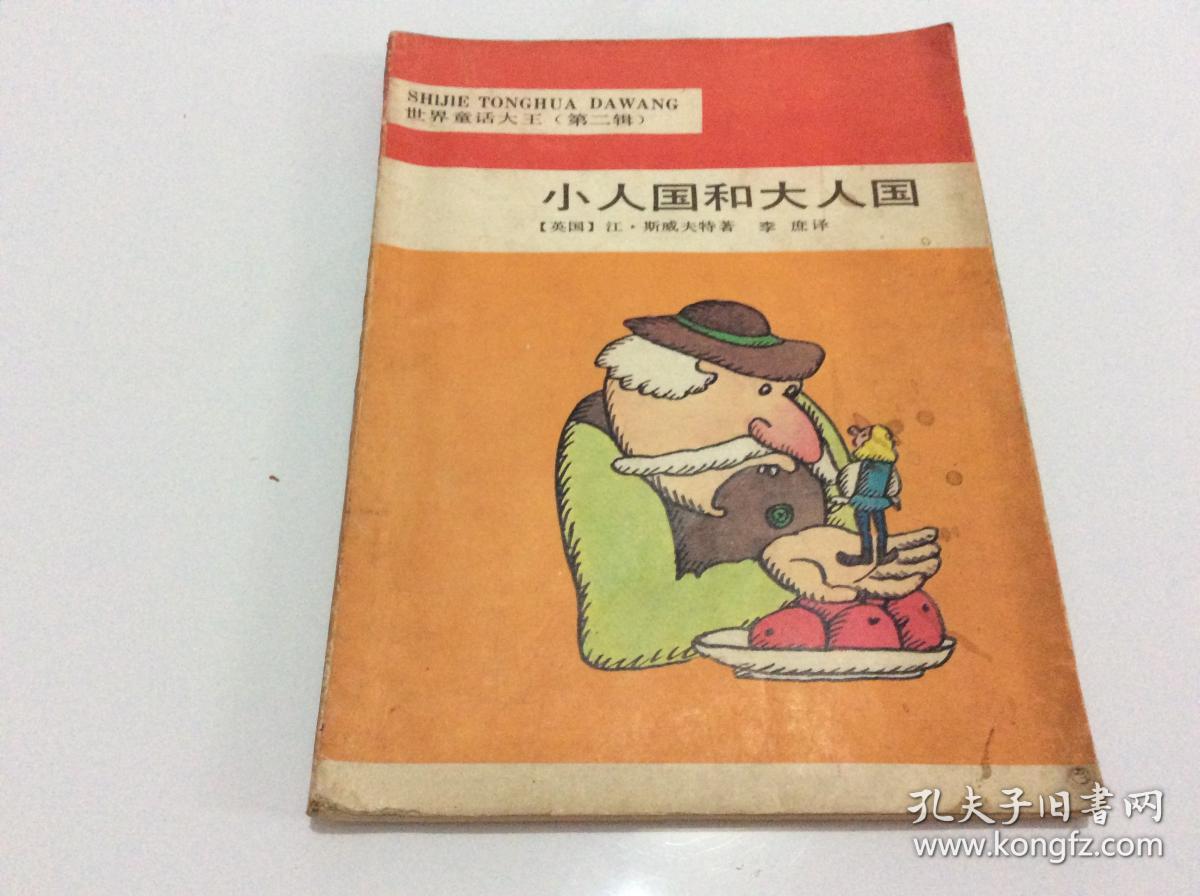 SHIJIE TONGHUA DAWANG
世界童话大王（第二辑）
小人国和大人国
【英国】江·斯威夫特著 李庶译
孔夫子旧書网
www.kongfz.com